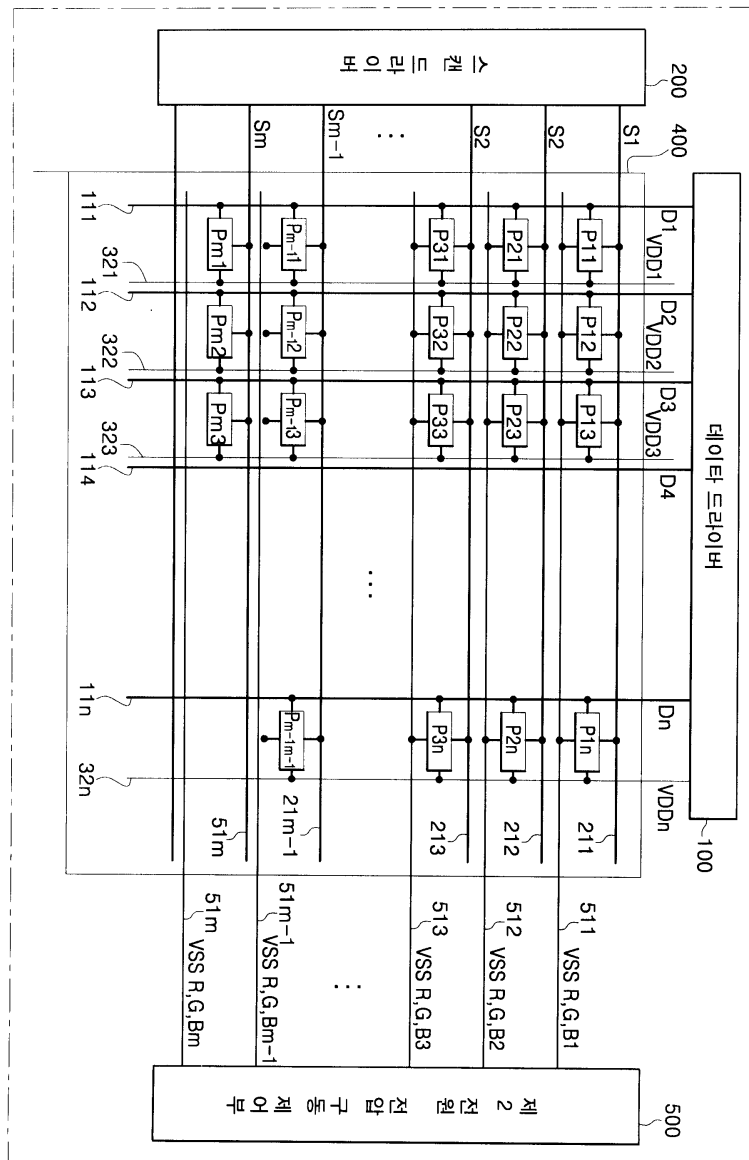 데이터 드라이버
100
200
스캔 드라이버
400
D1
VDD1
D2
VDD2
D3
VDD3
D4
Dn
VDDn
S1
P11
P12
P13
P1n
211
511
VSS R,G,B1
S2
P21
P22
P23
P2n
212
512
VSS R,G,B2
S2
P31
P32
P33
P3n
213
513
VSS R,G,B3
...
...
...
Sm-1
Pm-11
Pm-12
Pm-13
Pm-1m-1
21m-1
51m-1
VSS R,G,Bm-1
Sm
Pm1
Pm2
Pm3
51m
51m
VSS R,G,Bm
111
321
112
322
113
323
114
11n
32n
500
제 2 전원 전압 구동 제어부